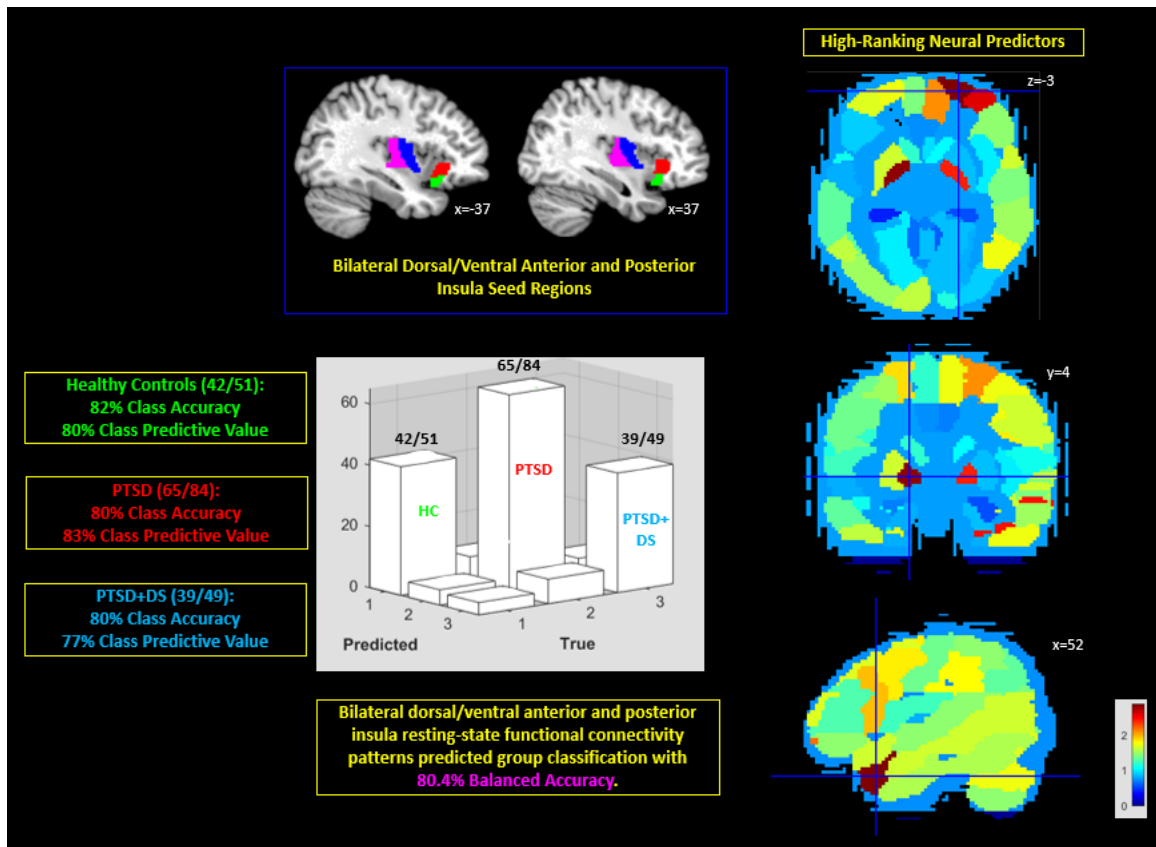 High-Ranking Neural Predictors
z=-3
x=-37
x=37
Bilateral Dorsal/Ventral Anterior and Posterior
Insula Seed Regions
Healthy Controls (42/51):
82% Class Accuracy
80% Class Predictive Value
PTSD (65/84):
80% Class Accuracy
83% Class Predictive Value
PTSD+DS (39/49):
80% Class Accuracy
77% Class Predictive Value
65/84
42/51
39/49
HC
PTSD
PTSD+
DS
60
40
20
0
1
2
3
1
2
3
Predicted
True
y=4
x=52
Bilateral dorsal/ventral anterior and posterior
insula resting-state functional connectivity
patterns predicted group classification with
80.4% Balanced Accuracy.
2
1
0